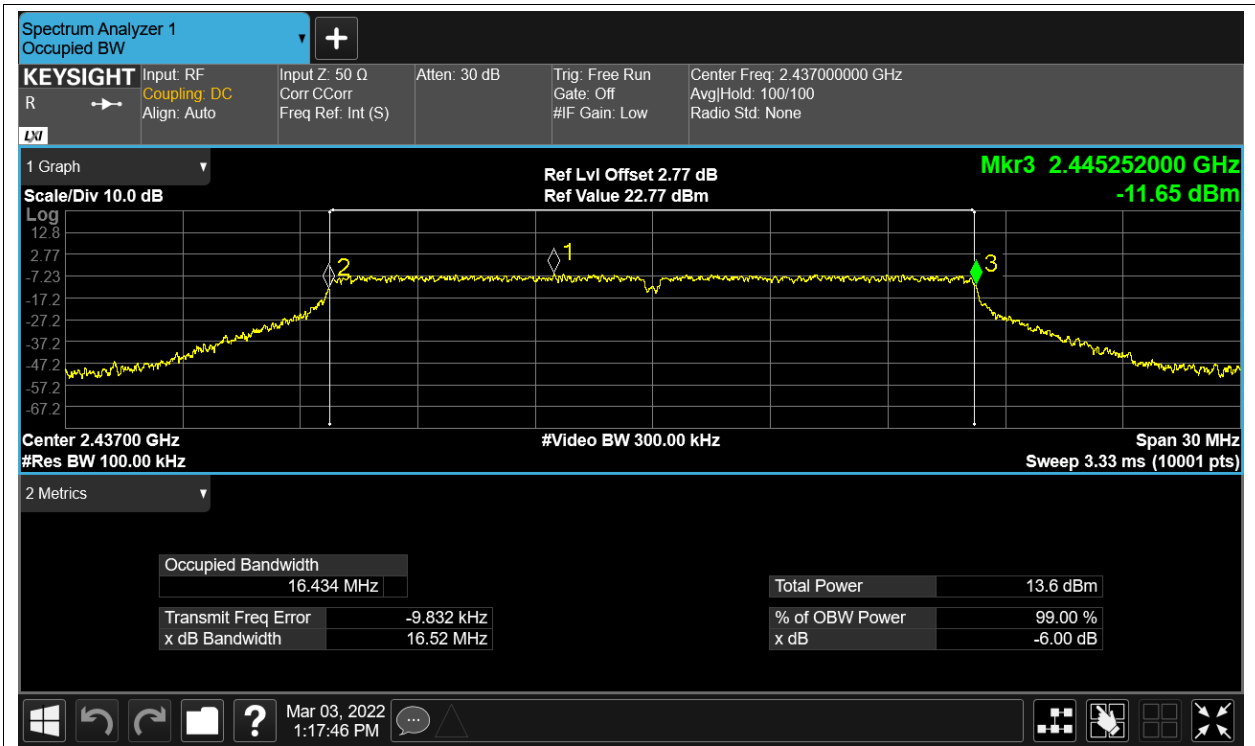 Spectrum Analyzer 1
Occupied BW
KEYSIGHT
R
LXI
Input: RF
Coupling: DC
Align: Auto
Input Z: 50 Ω
Corr CCorr
Freq Ref: Int (S)
Atten: 30 dB
Trig: Free Run
Gate: Off
#IF Gain: Low
Center Freq: 2.437000000 GHz
Avg|Hold: 100/100
Radio Std: None
1 Graph
Scale/Div 10.0 dB
Ref Lvl Offset 2.77 dB
Ref Value 22.77 dBm
Mkr3 2.445252000 GHz
-11.65 dBm
Log
12.8
2.77
-7.23
-17.2
-27.2
-37.2
-47.2
-57.2
-67.2
2
1
3
Center 2.43700 GHz
#Res BW 100.00 kHz
#Video BW 300.00 kHz
Span 30 MHz
Sweep 3.33 ms (10001 pts)
2 Metrics
Occupied Bandwidth
16.434 MHz
Transmit Freq Error -9.832 kHz
x dB Bandwidth 16.52 MHz
Total Power 13.6 dBm
% of OBW Power 99.00 %
x dB -6.00 dB
?
Mar 03, 2022
1:17:46 PM